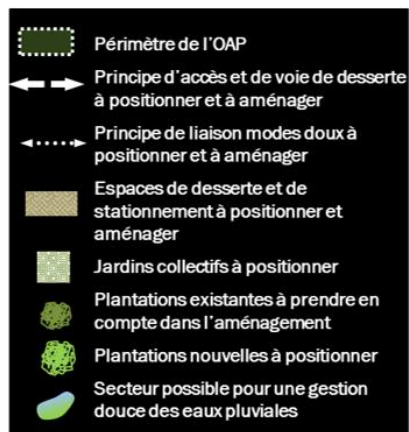 Périmètre de l'OAP
Principe d'accès et de voie de desserte
à positionner et à aménager
Principe de liaison modes doux à
positionner et à aménager
Espaces de desserte et de
stationnement à positionner et
aménager
Jardins collectifs à positionner
Plantations existantes à prendre en
compte dans l'aménagement
Plantations nouvelles à positionner
Secteur possible pour une gestion
douce des eaux pluviales